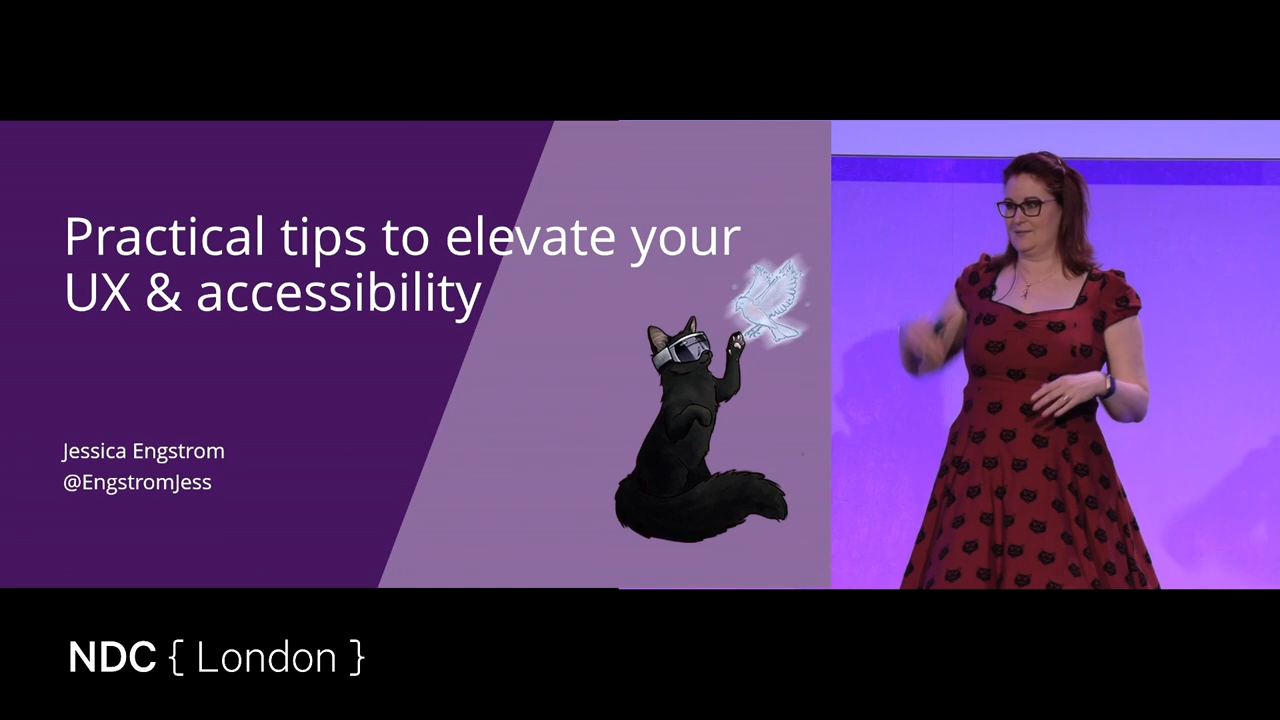 Practical tips to elevate your
UX & accessibility
Jessica Engstrom
@EngstromJess
NDC { London }